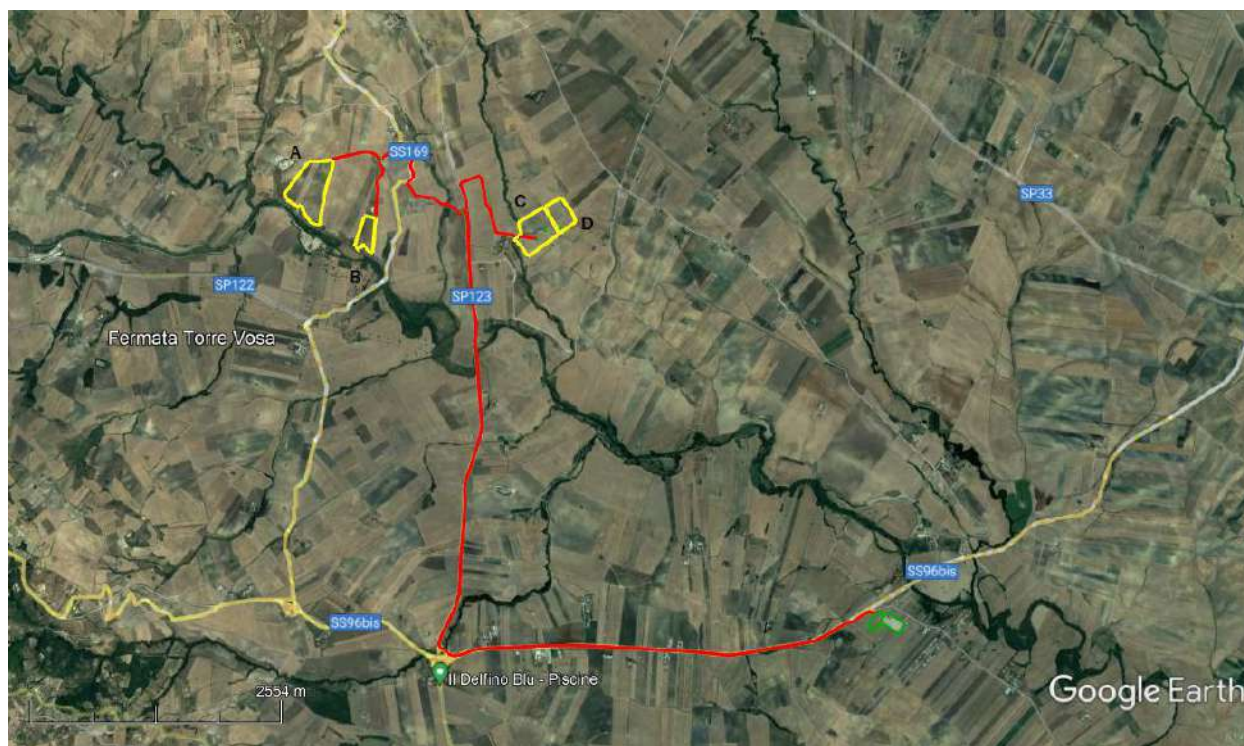 A
SS169
SP33
C
D
B
SP122
SP123
Fermata Torre Vosa
SS96bis
SS96bis
Il Delfino Blu - Piscine
2554 m
Google Earth